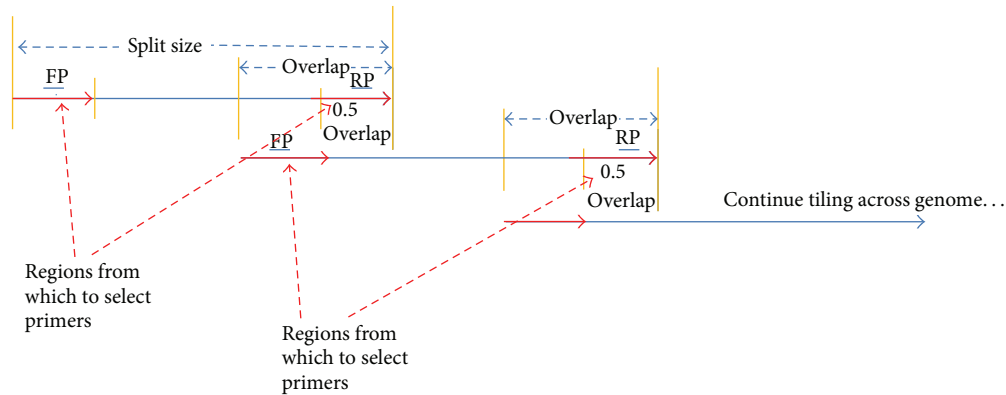 Split size
FP
Overlap
RP
0.5
Overlap
FP
Overlap
RP
0.5
Overlap
Continue tiling across genome...
Regions from
which to select
primers
Regions from
which to select
primers